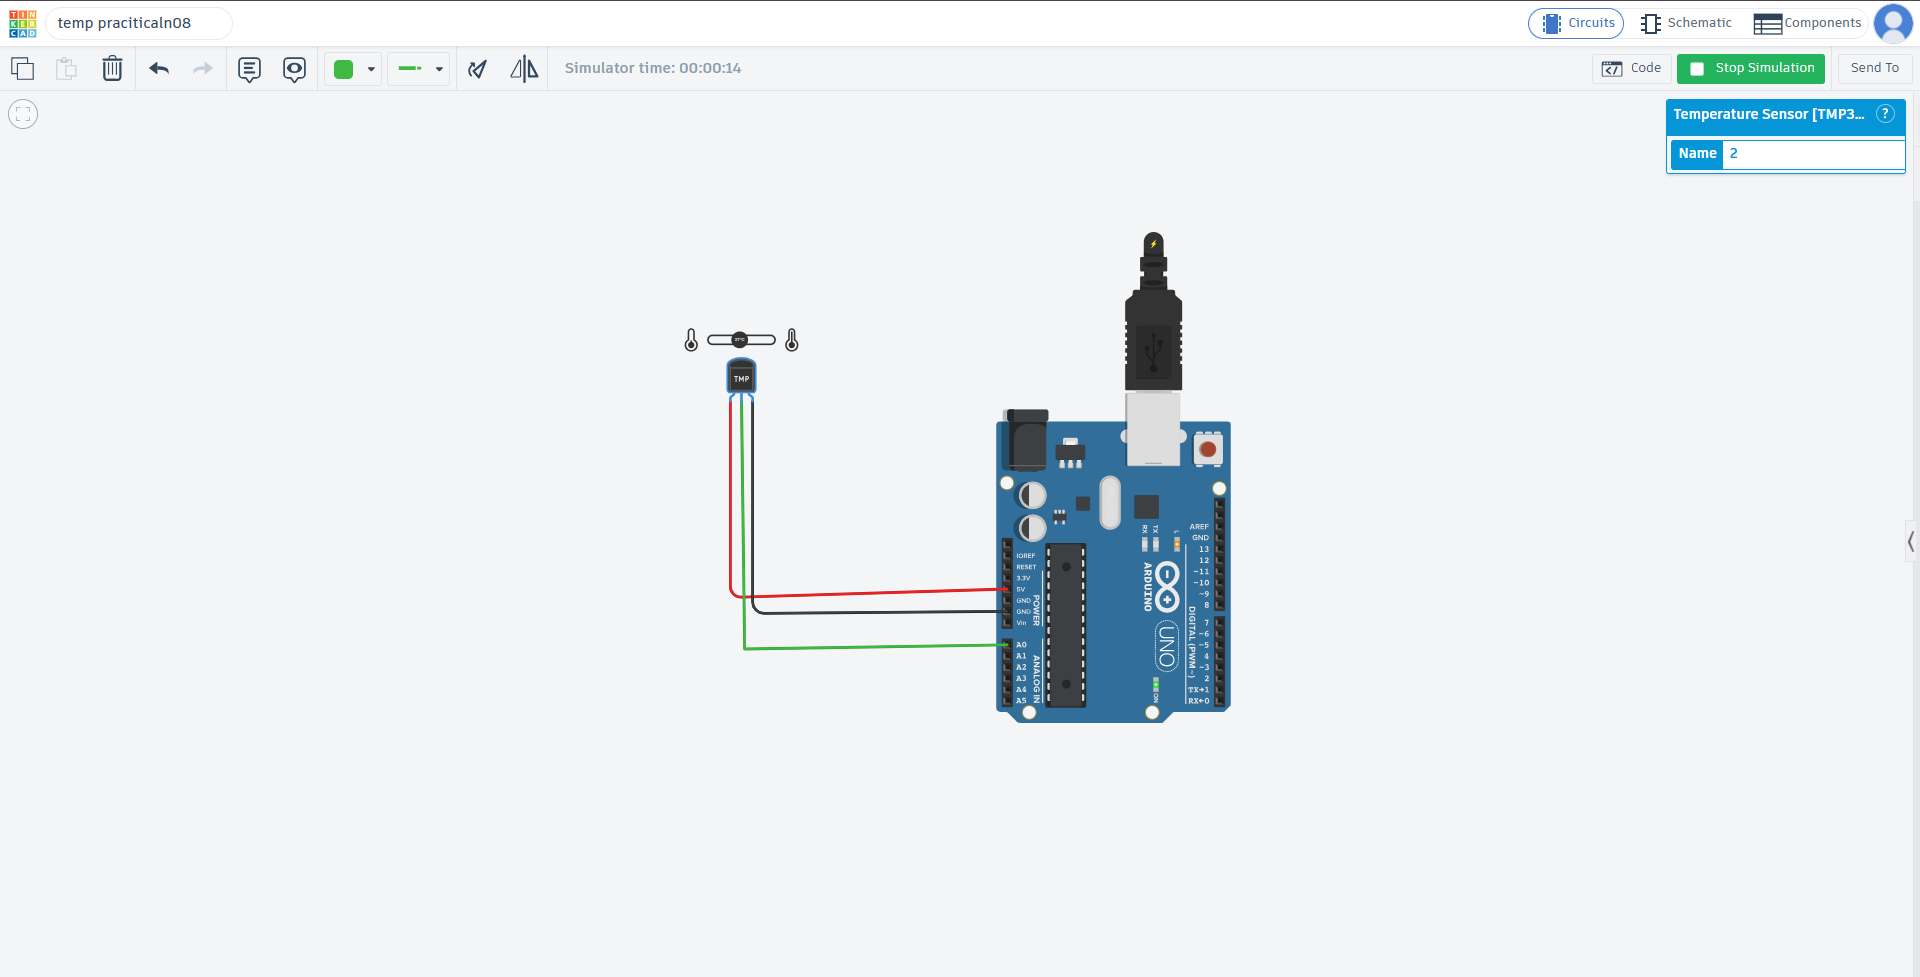 TIN
KER
CAD
temp praciticaln08
Circuits
Schematic
Components
Simulator time: 00:00:14
Code
Stop Simulation
Send To
Temperature Sensor [TMP3...
?
Name
2
TMP
AREF
GND
13
12
~11
~10
~9
8
7
~6
~5
4
~3
2
TX→1
RX←0
DIGITAL (PWM~)
RX
TX
L
ARDUINO
UNO
ON
IOREF
RESET
3.3V
5V
GND
GND
Vin
POWER
A0
A1
A2
A3
A4
A5
ANALOG IN